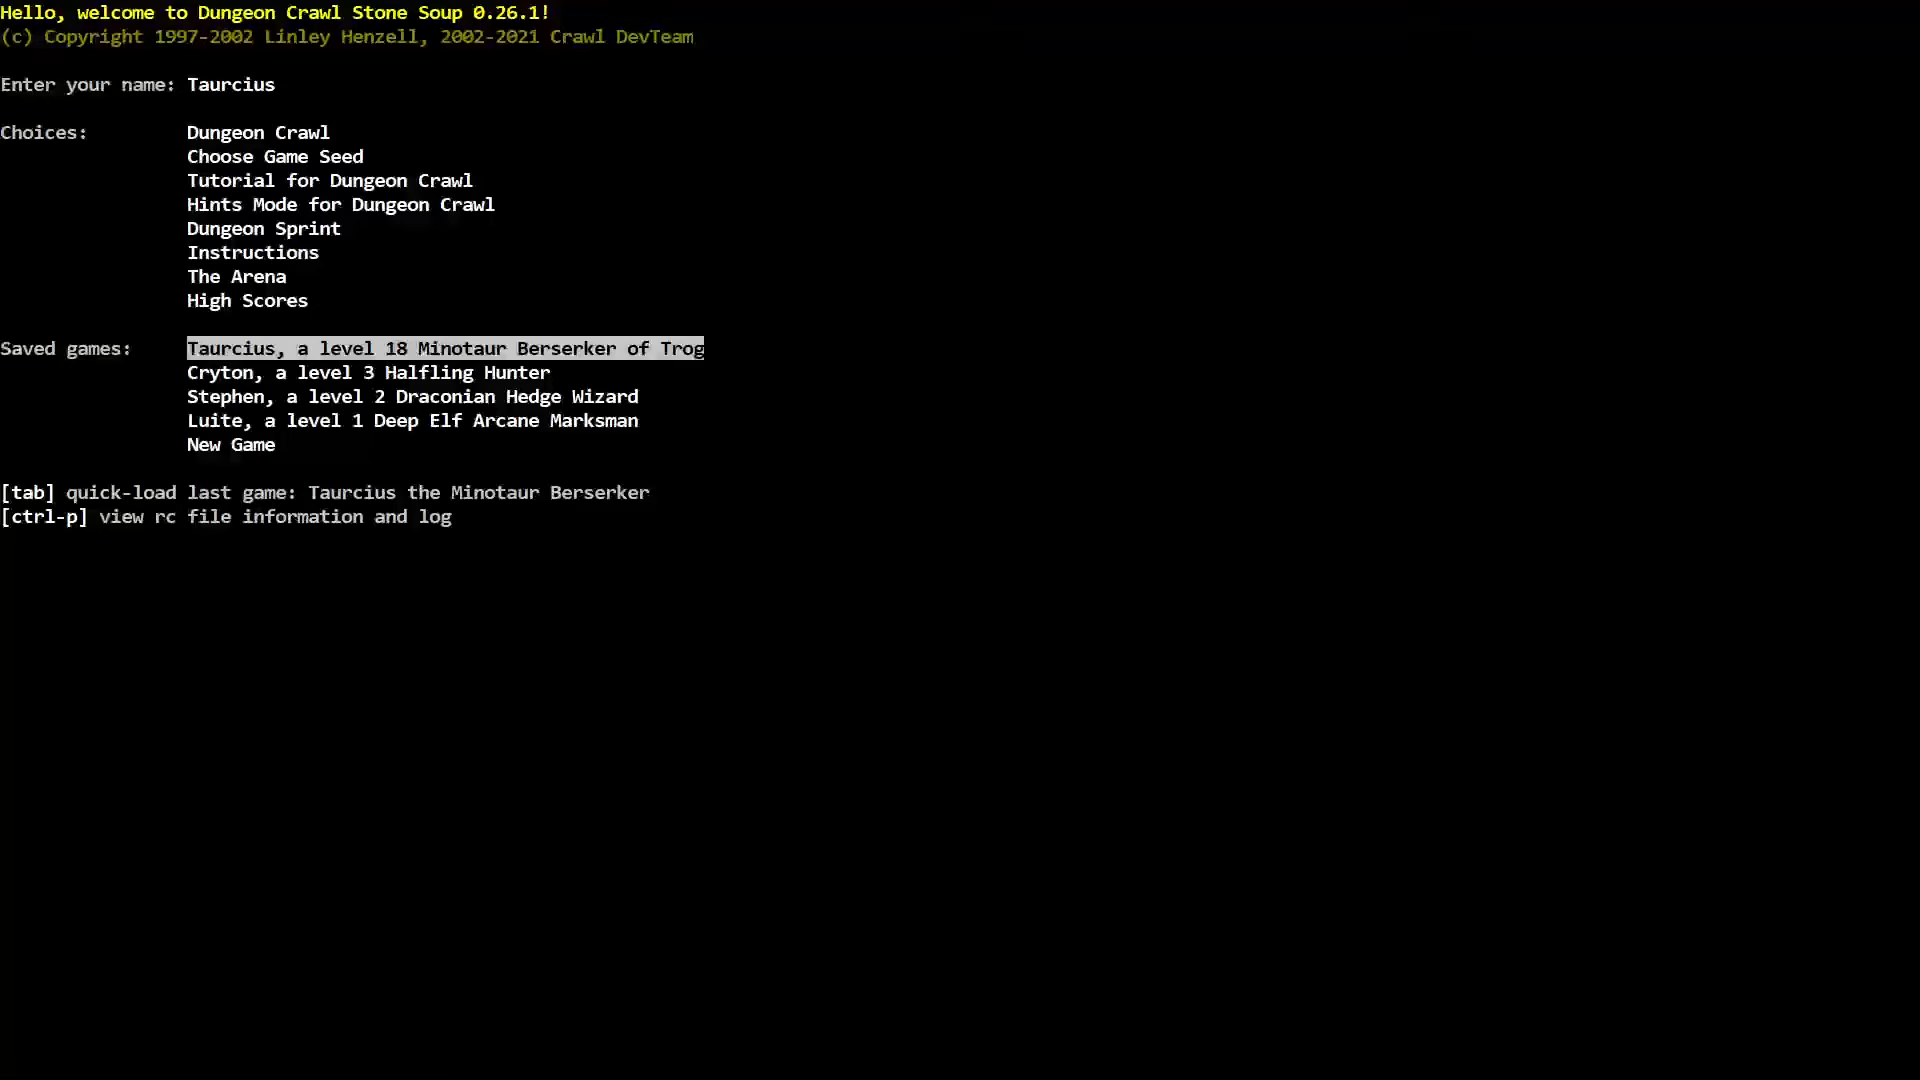 Hello, welcome to Dungeon Crawl Stone Soup 0.26.1!
(c) Copyright 1997-2002 Linley Henzell, 2002-2021 Crawl DevTeam
Enter your name: Taurcius
Choices: Dungeon Crawl
Choose Game Seed
Tutorial for Dungeon Crawl
Hints Mode for Dungeon Crawl
Dungeon Sprint
Instructions
The Arena
High Scores
Saved games: Taurcius, a level 18 Minotaur Berserker of Trog
Cryton, a level 3 Halfling Hunter
Stephen, a level 2 Draconian Hedge Wizard
Luite, a level 1 Deep Elf Arcane Marksman
New Game
[tab] quick-load last game: Taurcius the Minotaur Berserker
[ctrl-p] view rc file information and log